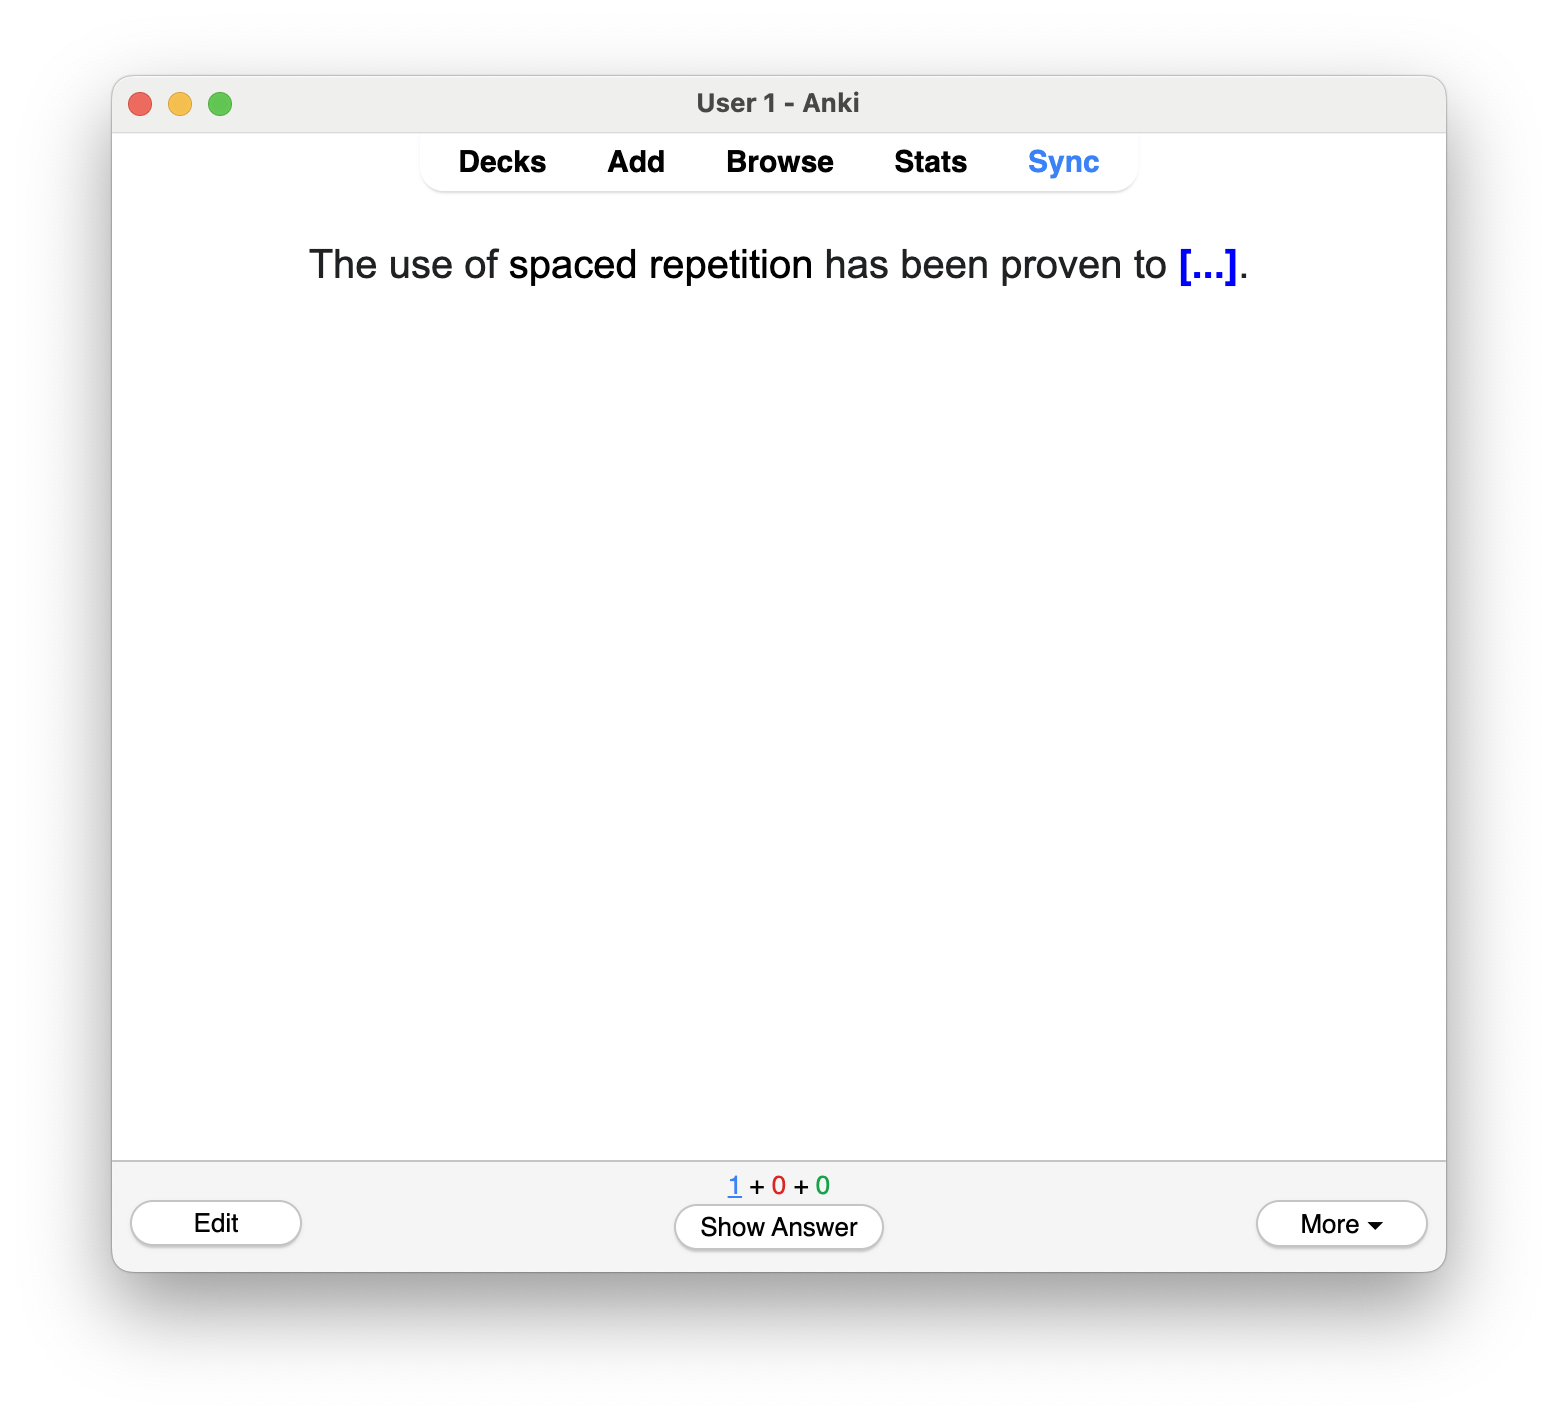 User 1 - Anki
Decks Add Browse Stats Sync
The use of spaced repetition has been proven to [...].
1 + 0 + 0
Edit Show Answer More